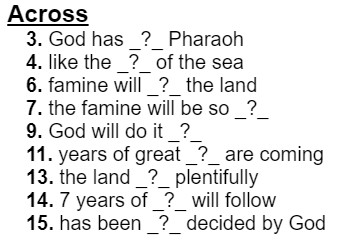 Across
3. God has _?_ Pharaoh
4. like the _?_ of the sea
6. famine will _?_ the land
7. the famine will be so _?_
9. God will do it _?_
11. years of great _?_ are coming
13. the land _?_ plentifully
14. 7 years of _?_ will follow
15. has been _?_ decided by God